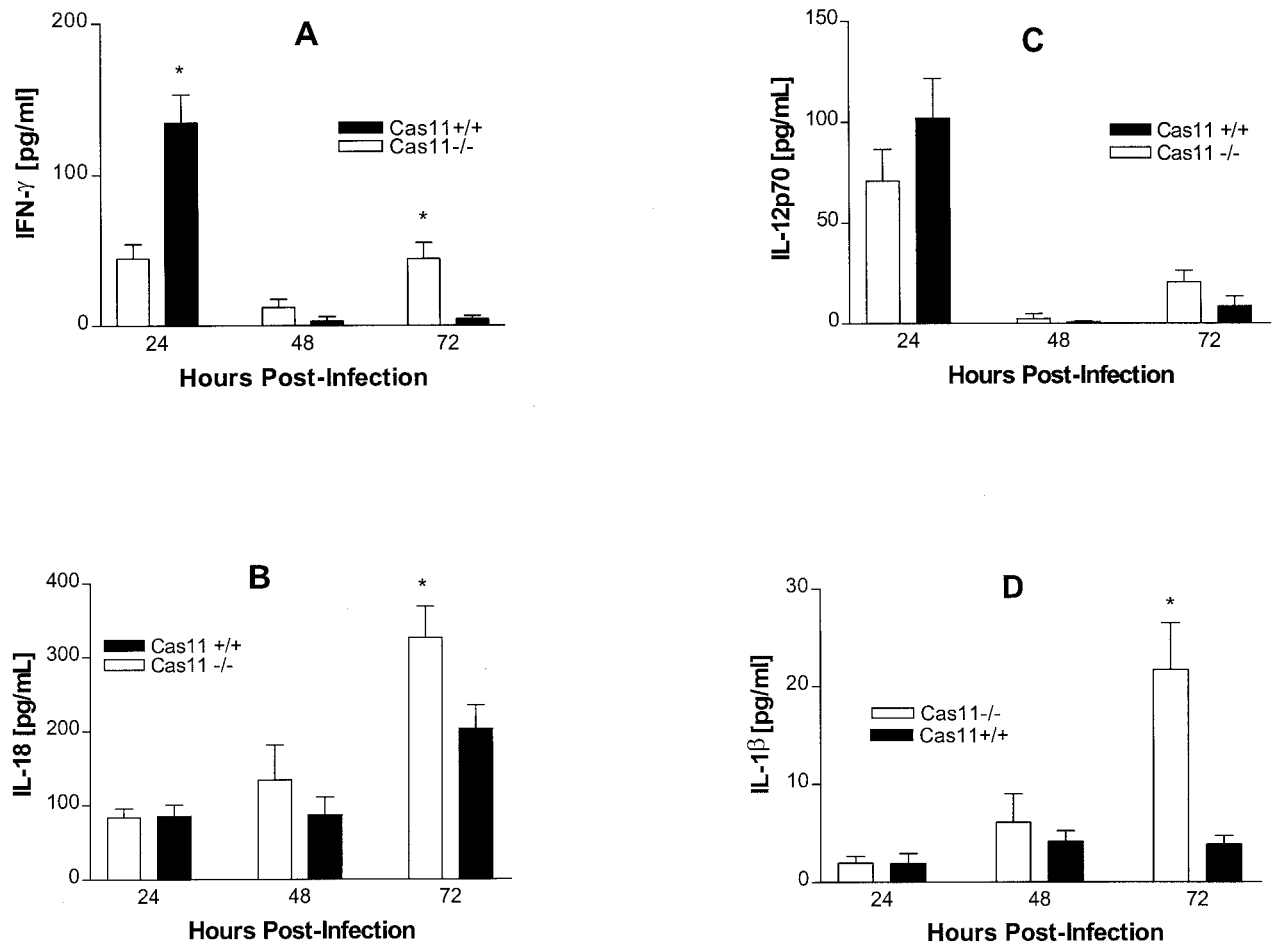 A
200
100
0
IFN-γ [pg/ml]
*
*
Cas11+/+
Cas11-/-
24 48 72
Hours Post-Infection
C
150
100
50
0
IL-12p70 [pg/mL]
Cas11 +/+
Cas11 -/-
24 48 72
Hours Post-Infection
B
400
300
200
100
0
IL-18 [pg/mL]
*
Cas11 +/+
Cas11 -/-
24 48 72
Hours Post-Infection
D
30
20
10
0
IL-1β [pg/ml]
*
Cas11-/-
Cas11+/+
24 48 72
Hours Post-Infection